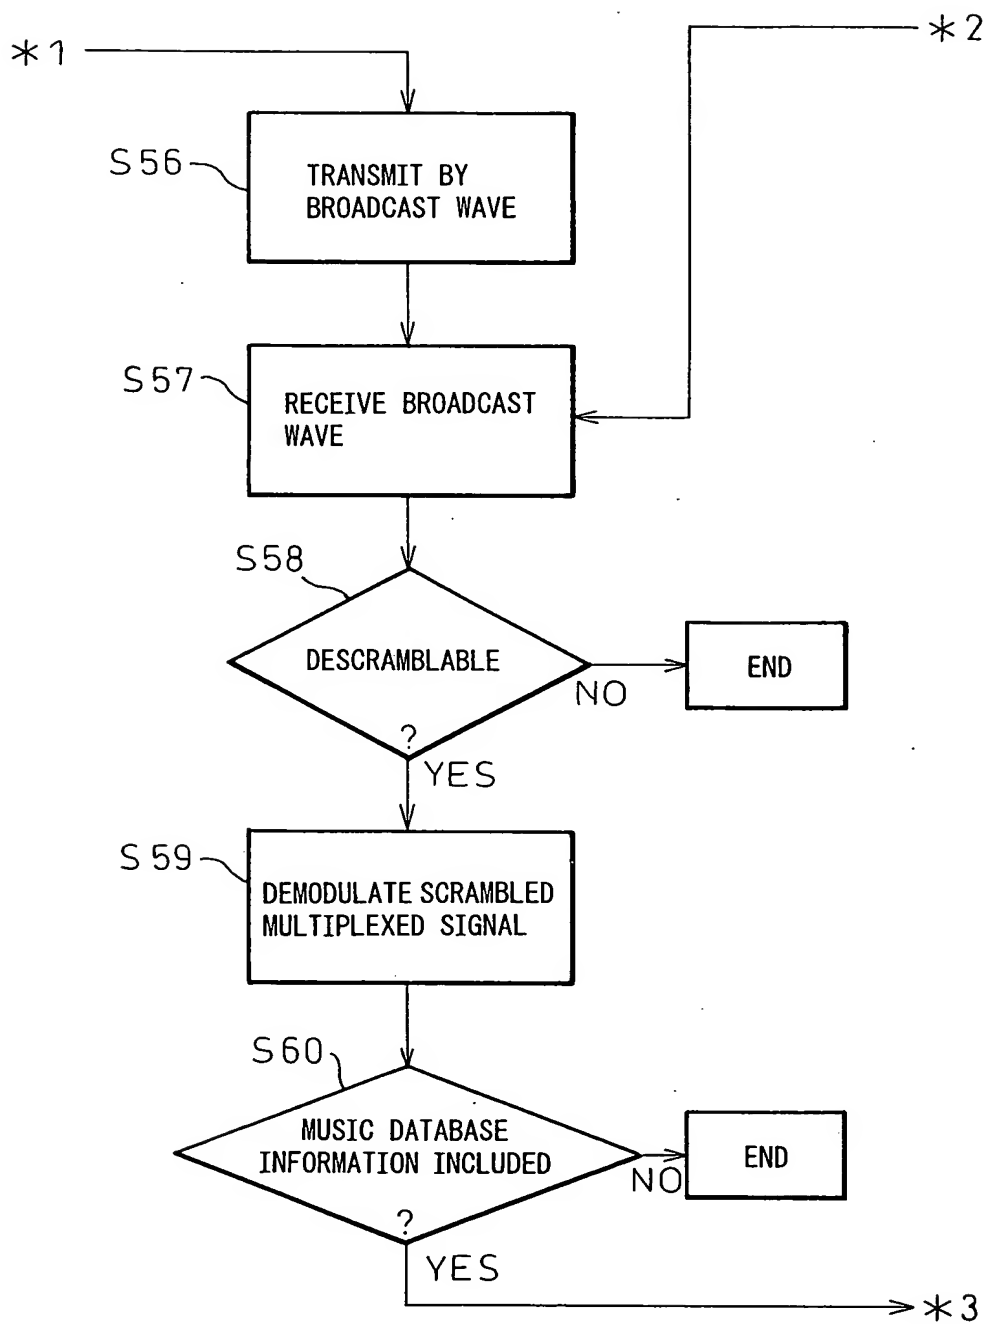 *1
*2
S56
TRANSMIT BY
BROADCAST WAVE
S57
RECEIVE BROADCAST
WAVE
S58
DESCRAMBLABLE
?
NO
END
YES
S59
DEMODULATE SCRAMBLED
MULTIPLEXED SIGNAL
S60
MUSIC DATABASE
INFORMATION INCLUDED
?
NO
END
YES
*3